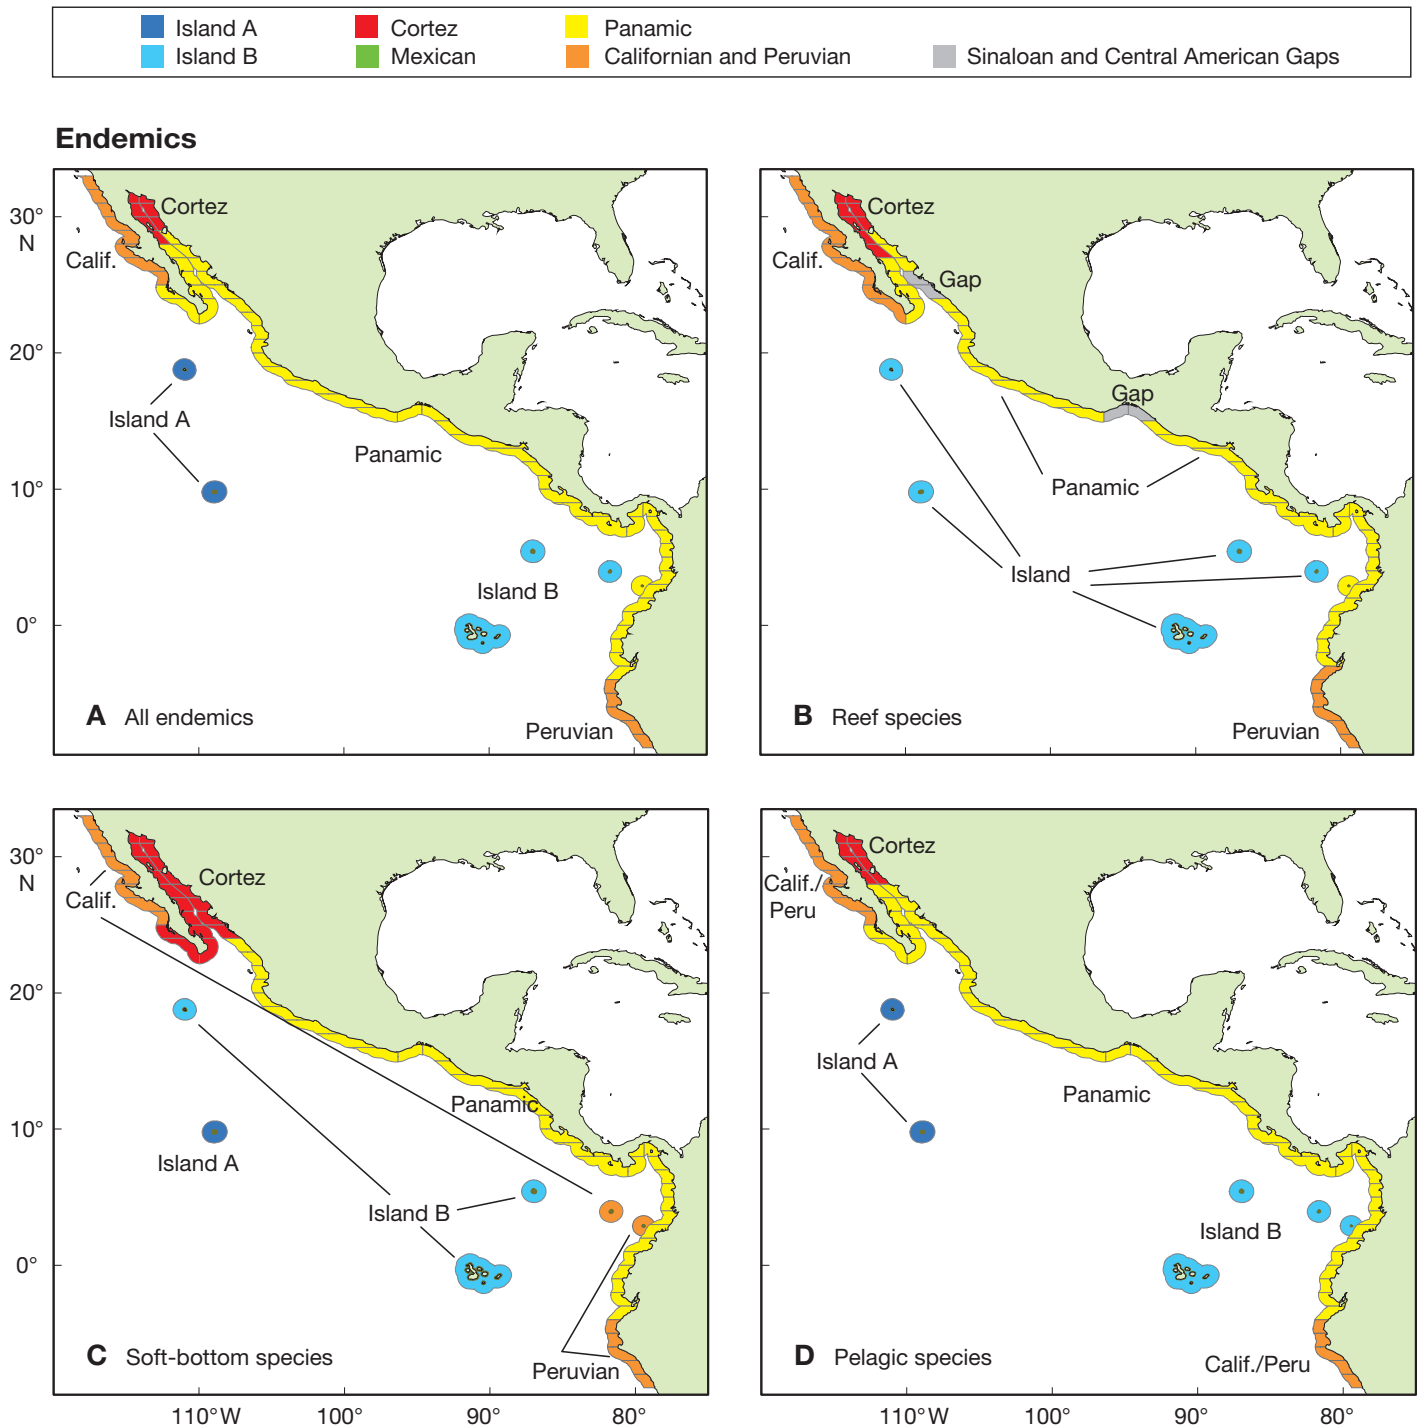 Island A
Cortez
Panamic
Island B
Mexican
Californian and Peruvian
Sinaloan and Central American Gaps
Endemics
30°
N
20°
10°
0°
Cortez
Calif.
Island A
Panamic
Island B
A All endemics
Peruvian
Cortez
Calif.
Gap
Gap
Panamic
Island
B Reef species
Peruvian
30°
N
20°
10°
0°
Cortez
Calif.
Panamic
Island A
Island B
C Soft-bottom species
Peruvian
110°W
100°
90°
80°
Cortez
Calif./
Peru
Island A
Panamic
Island B
D Pelagic species
Calif./Peru
110°W
100°
90°
80°